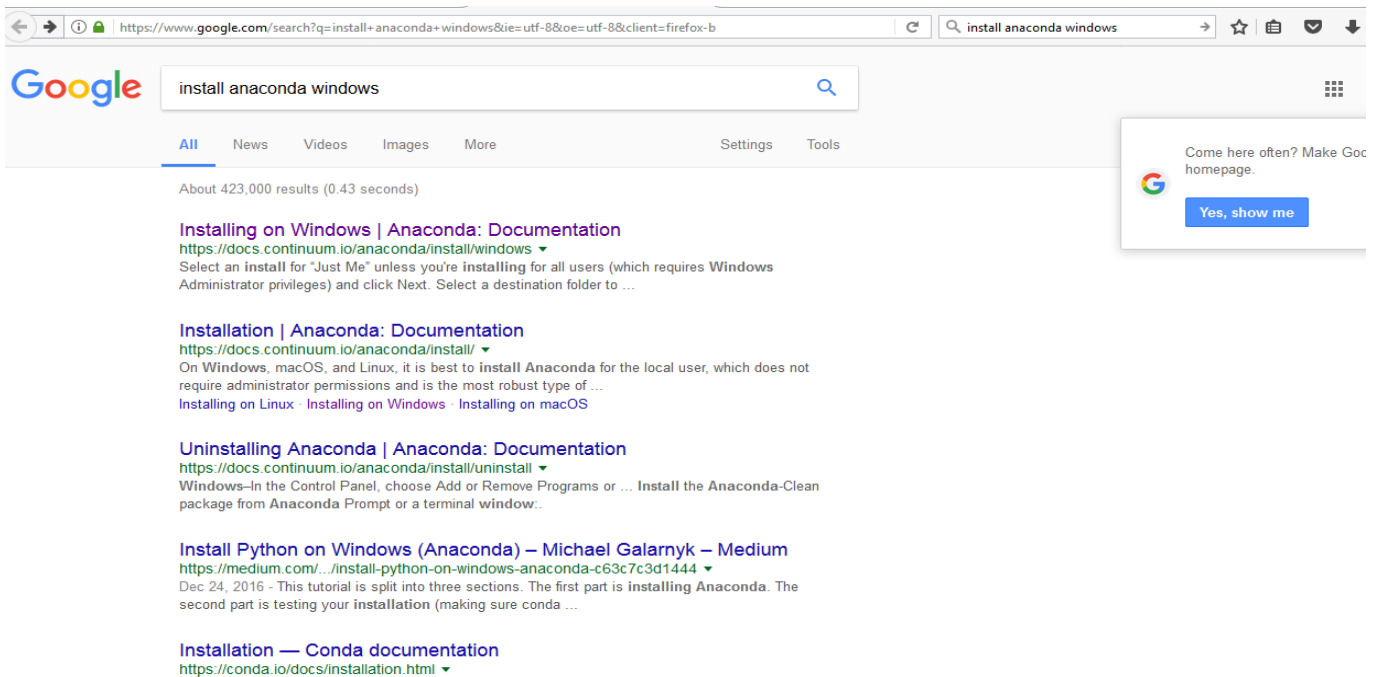 https://www.google.com/search?q=install+anaconda+windows&ie=utf-8&oe=utf-8&client=firefox-b
install anaconda windows
Google
install anaconda windows
All News Videos Images More Settings Tools
Come here often? Make Goo
homepage.
Yes, show me
About 423,000 results (0.43 seconds)
Installing on Windows | Anaconda: Documentation
https://docs.continuum.io/anaconda/install/windows
Select an install for “Just Me” unless you're installing for all users (which requires Windows
Administrator privileges) and click Next. Select a destination folder to ...
Installation | Anaconda: Documentation
https://docs.continuum.io/anaconda/install/
On Windows, macOS, and Linux, it is best to install Anaconda for the local user, which does not
require administrator permissions and is the most robust type of ...
Installing on Linux · Installing on Windows · Installing on macOS
Uninstalling Anaconda | Anaconda: Documentation
https://docs.continuum.io/anaconda/install/uninstall
Windows–In the Control Panel, choose Add or Remove Programs or ... Install the Anaconda-Clean
package from Anaconda Prompt or a terminal window:.
Install Python on Windows (Anaconda) – Michael Galarnyk – Medium
https://medium.com/.../install-python-on-windows-anaconda-c63c7c3d1444
Dec 24, 2016 - This tutorial is split into three sections. The first part is installing Anaconda. The
second part is testing your installation (making sure conda ...
Installation — Conda documentation
https://conda.io/docs/installation.html